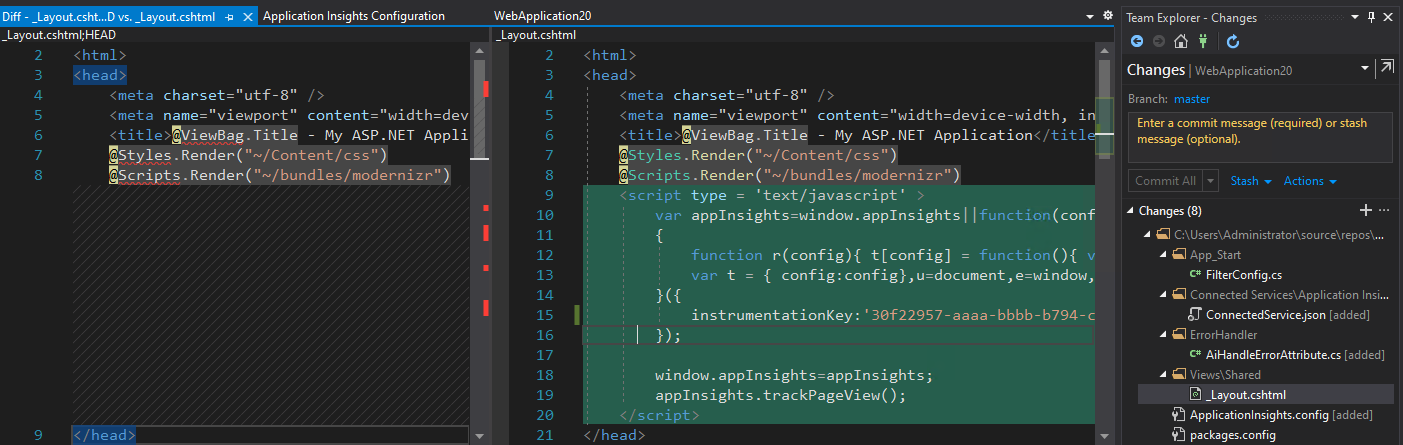 Diff - _Layout.csht...D vs. _Layout.cshtml
Application Insights Configuration
WebApplication20
_Layout.cshtml;HEAD
2 <html>
3 <head>
4 <meta charset="utf-8" />
5 <meta name="viewport" content="width=dev
6 <title>@ViewBag.Title - My ASP.NET Appli
7 @Styles.Render("~/Content/css")
8 @Scripts.Render("~/bundles/modernizr")
9 </head>
_Layout.cshtml
2 <html>
3 <head>
4 <meta charset="utf-8" />
5 <meta name="viewport" content="width=device-width, in
6 <title>@ViewBag.Title - My ASP.NET Application</title
7 @Styles.Render("~/Content/css")
8 @Scripts.Render("~/bundles/modernizr")
9 <script type = 'text/javascript' >
10 var appInsights=window.appInsights||function(conf
11 {
12 function r(config){ t[config] = function(){ v
13 var t = { config:config},u=document,e=window,
14 }({
15 instrumentationKey:'30f22957-aaaa-bbbb-b794-c
16 });
17
18 window.appInsights=appInsights;
19 appInsights.trackPageView();
20 </script>
21 </head>
Team Explorer - Changes
Changes | WebApplication20
Branch: master
Enter a commit message (required) or stash
message (optional).
Commit All Stash Actions
Changes (8)
C:\Users\Administrator\source\repos\...
App_Start
C# FilterConfig.cs
Connected Services\Application Insi...
ConnectedService.json [added]
ErrorHandler
C# AiHandleErrorAttribute.cs [added]
Views\Shared
_Layout.cshtml
ApplicationInsights.config [added]
packages.config